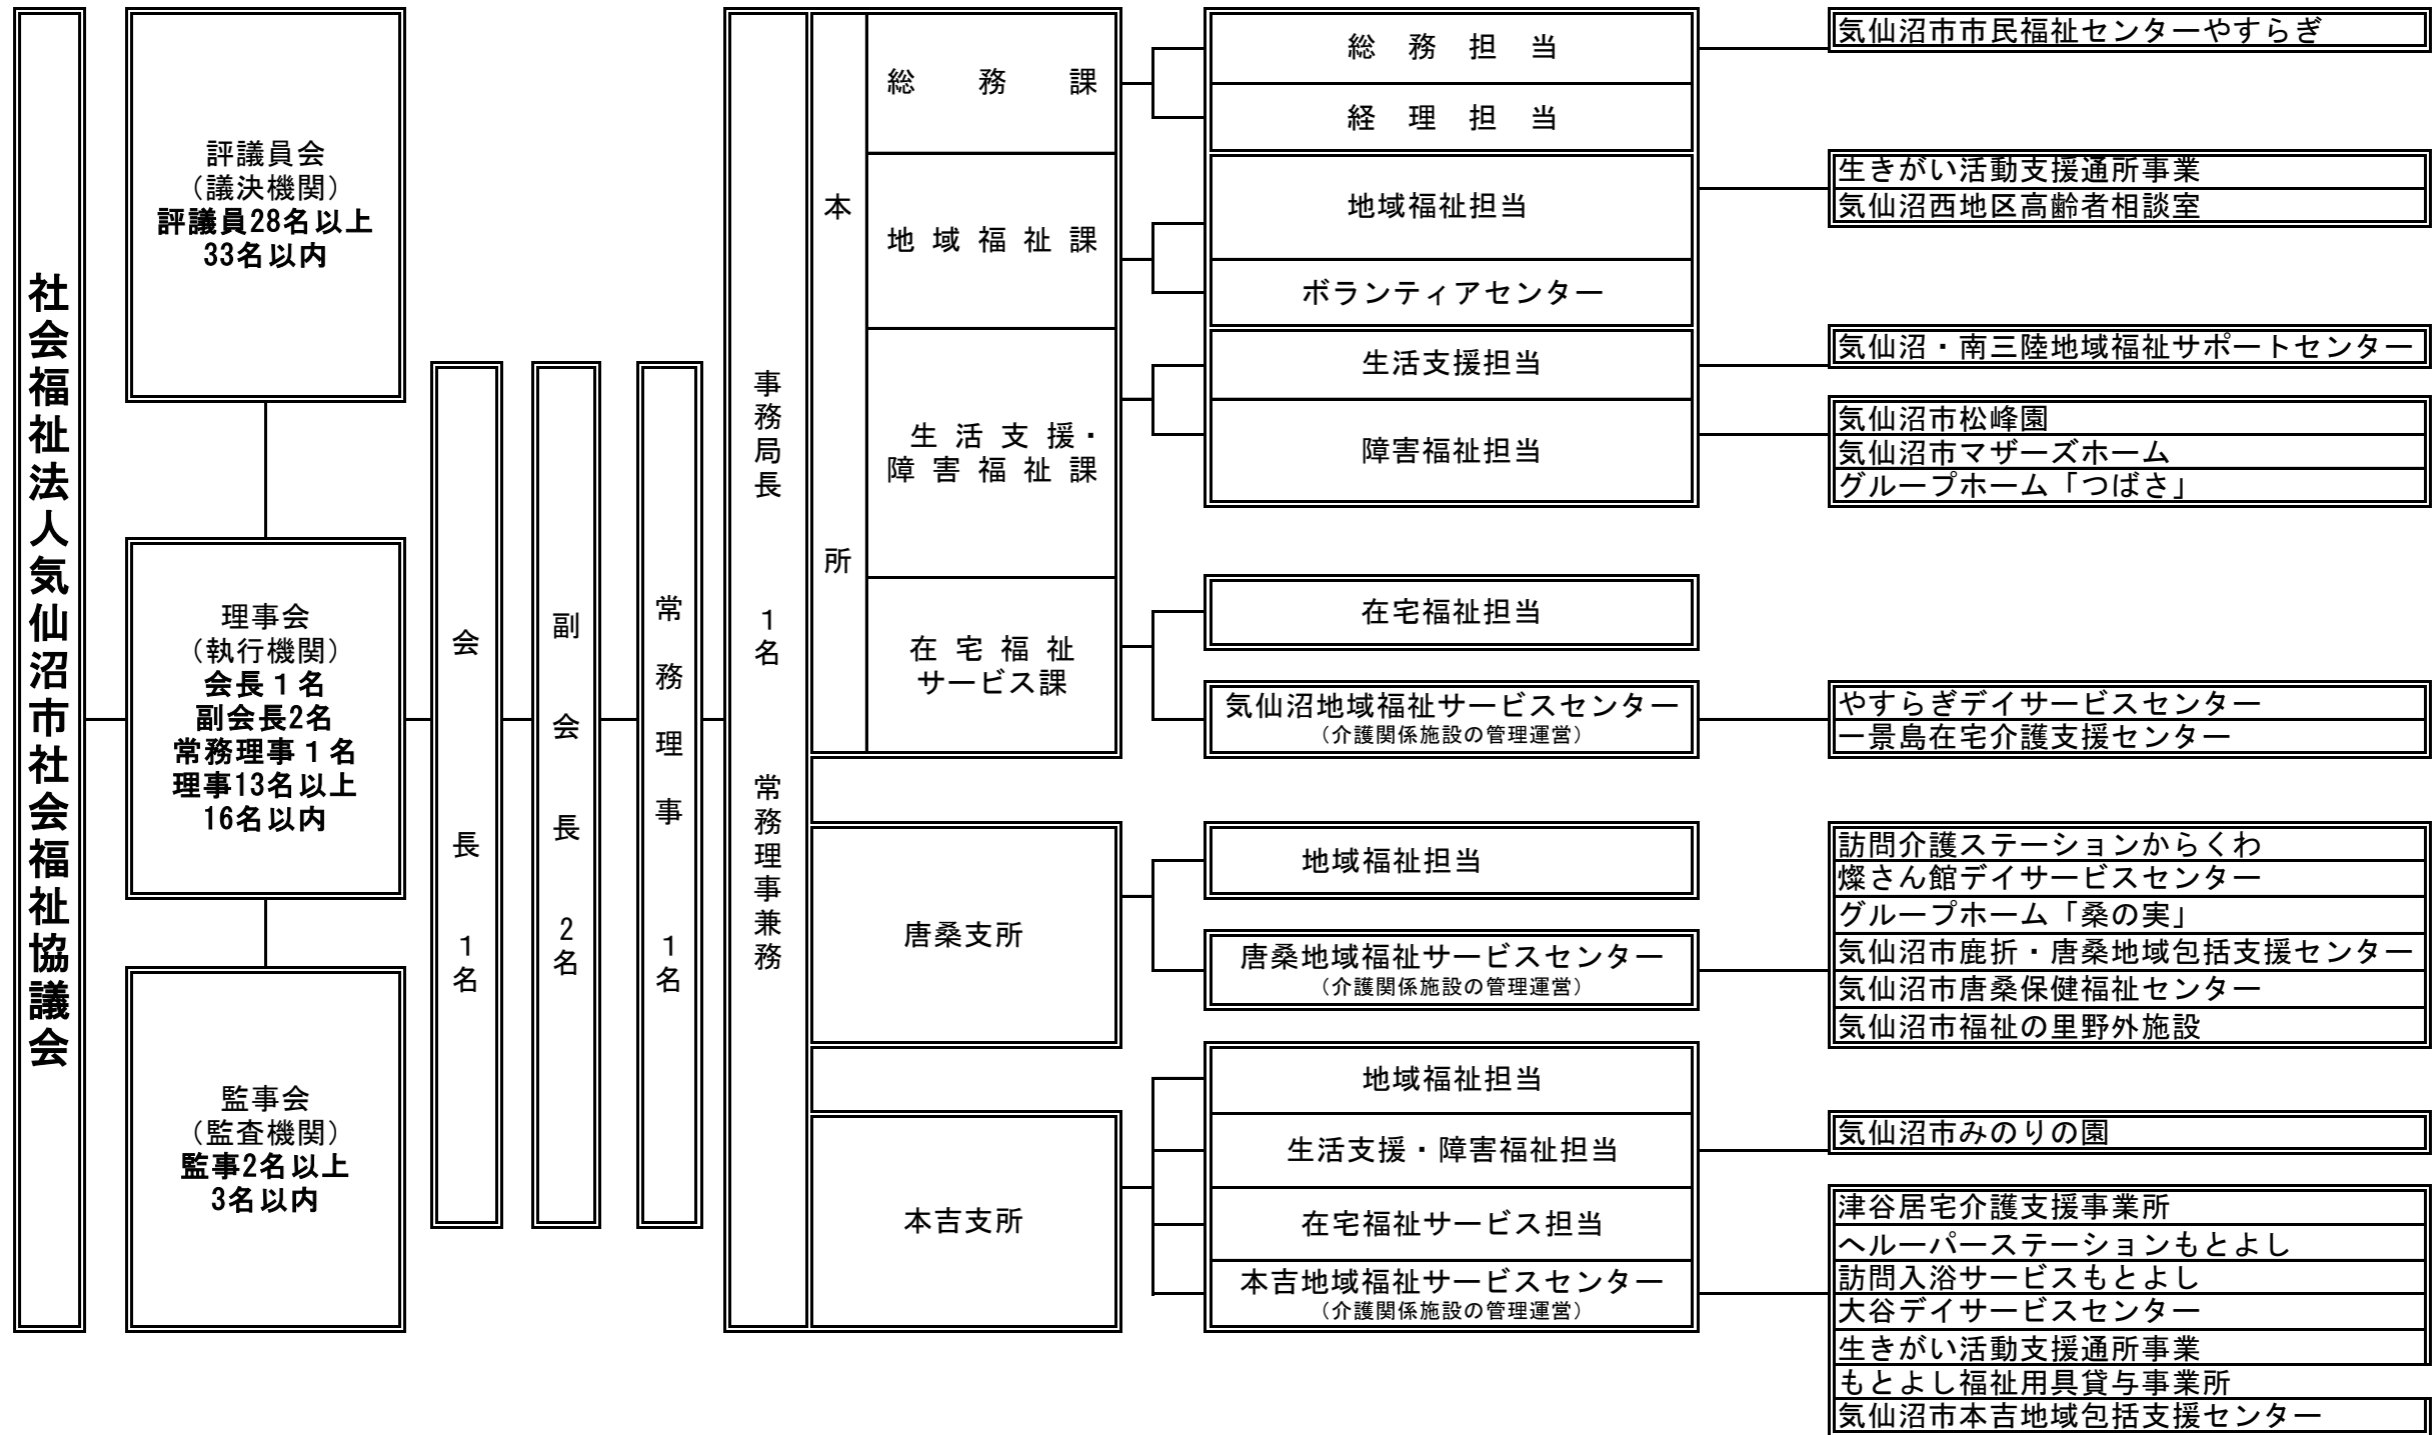 社会福祉法人気仙沼市社会福祉協議会
評議員会
（議決機関）
評議員28名以上
33名以内
理事会
（執行機関）
会長１名
副会長2名
常務理事１名
理事13名以上
16名以内
監事会
（監査機関）
監事2名以上
3名以内
会長 1名
副会長 2名
常務理事 1名
事務局長 1名 常務理事兼務
本所
総務課
地域福祉課
生活支援・
障害福祉課
在宅福祉
サービス課
唐桑支所
本吉支所
総務担当
経理担当
地域福祉担当
ボランティアセンター
生活支援担当
障害福祉担当
在宅福祉担当
気仙沼地域福祉サービスセンター
（介護関係施設の管理運営）
地域福祉担当
唐桑地域福祉サービスセンター
（介護関係施設の管理運営）
地域福祉担当
生活支援・障害福祉担当
在宅福祉サービス担当
本吉地域福祉サービスセンター
（介護関係施設の管理運営）
気仙沼市市民福祉センターやすらぎ
生きがい活動支援通所事業
気仙沼西地区高齢者相談室
気仙沼・南三陸地域福祉サポートセンター
気仙沼市松峰園
気仙沼市マザーズホーム
グループホーム「つばさ」
やすらぎデイサービスセンター
一景島在宅介護支援センター
訪問介護ステーションからくわ
燦さん館デイサービスセンター
グループホーム「桑の実」
気仙沼市鹿折・唐桑地域包括支援センター
気仙沼市唐桑保健福祉センター
気仙沼市福祉の里野外施設
気仙沼市みのりの園
津谷居宅介護支援事業所
ヘルーパーステーションもとよし
訪問入浴サービスもとよし
大谷デイサービスセンター
生きがい活動支援通所事業
もとよし福祉用具貸与事業所
気仙沼市本吉地域包括支援センター